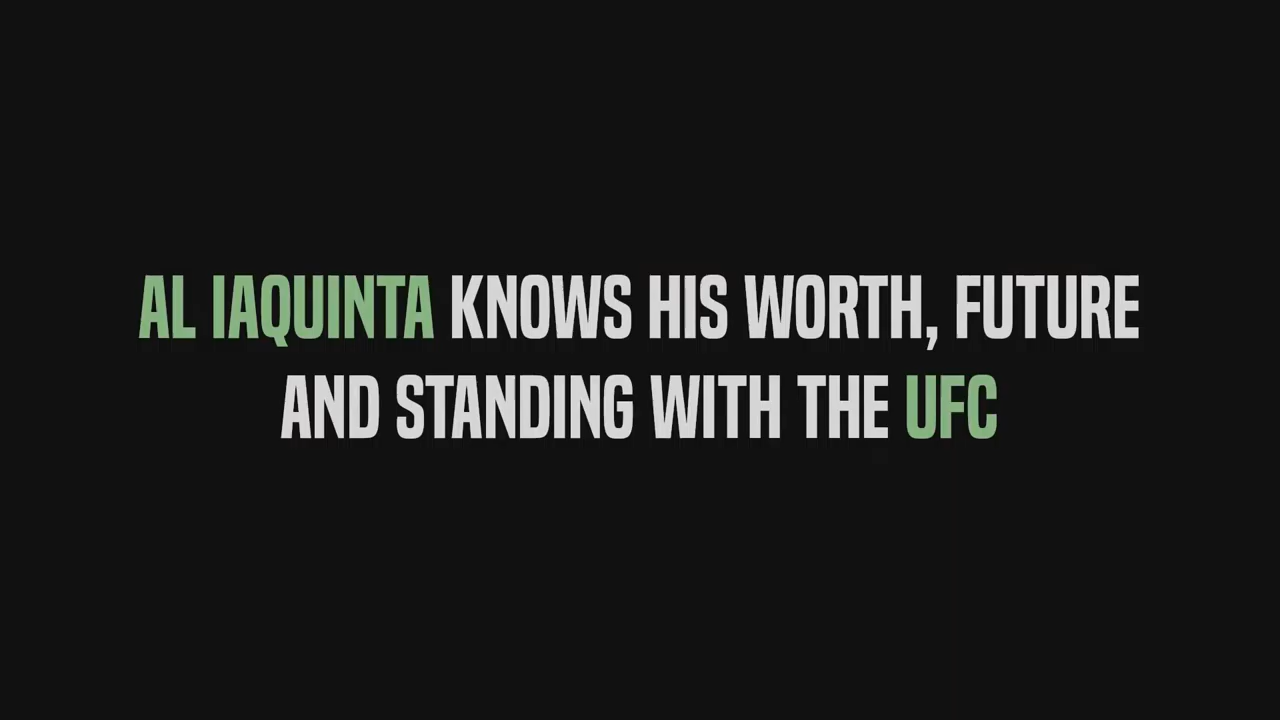 AL IAQUINTA KNOWS HIS WORTH, FUTURE
AND STANDING WITH THE UFC